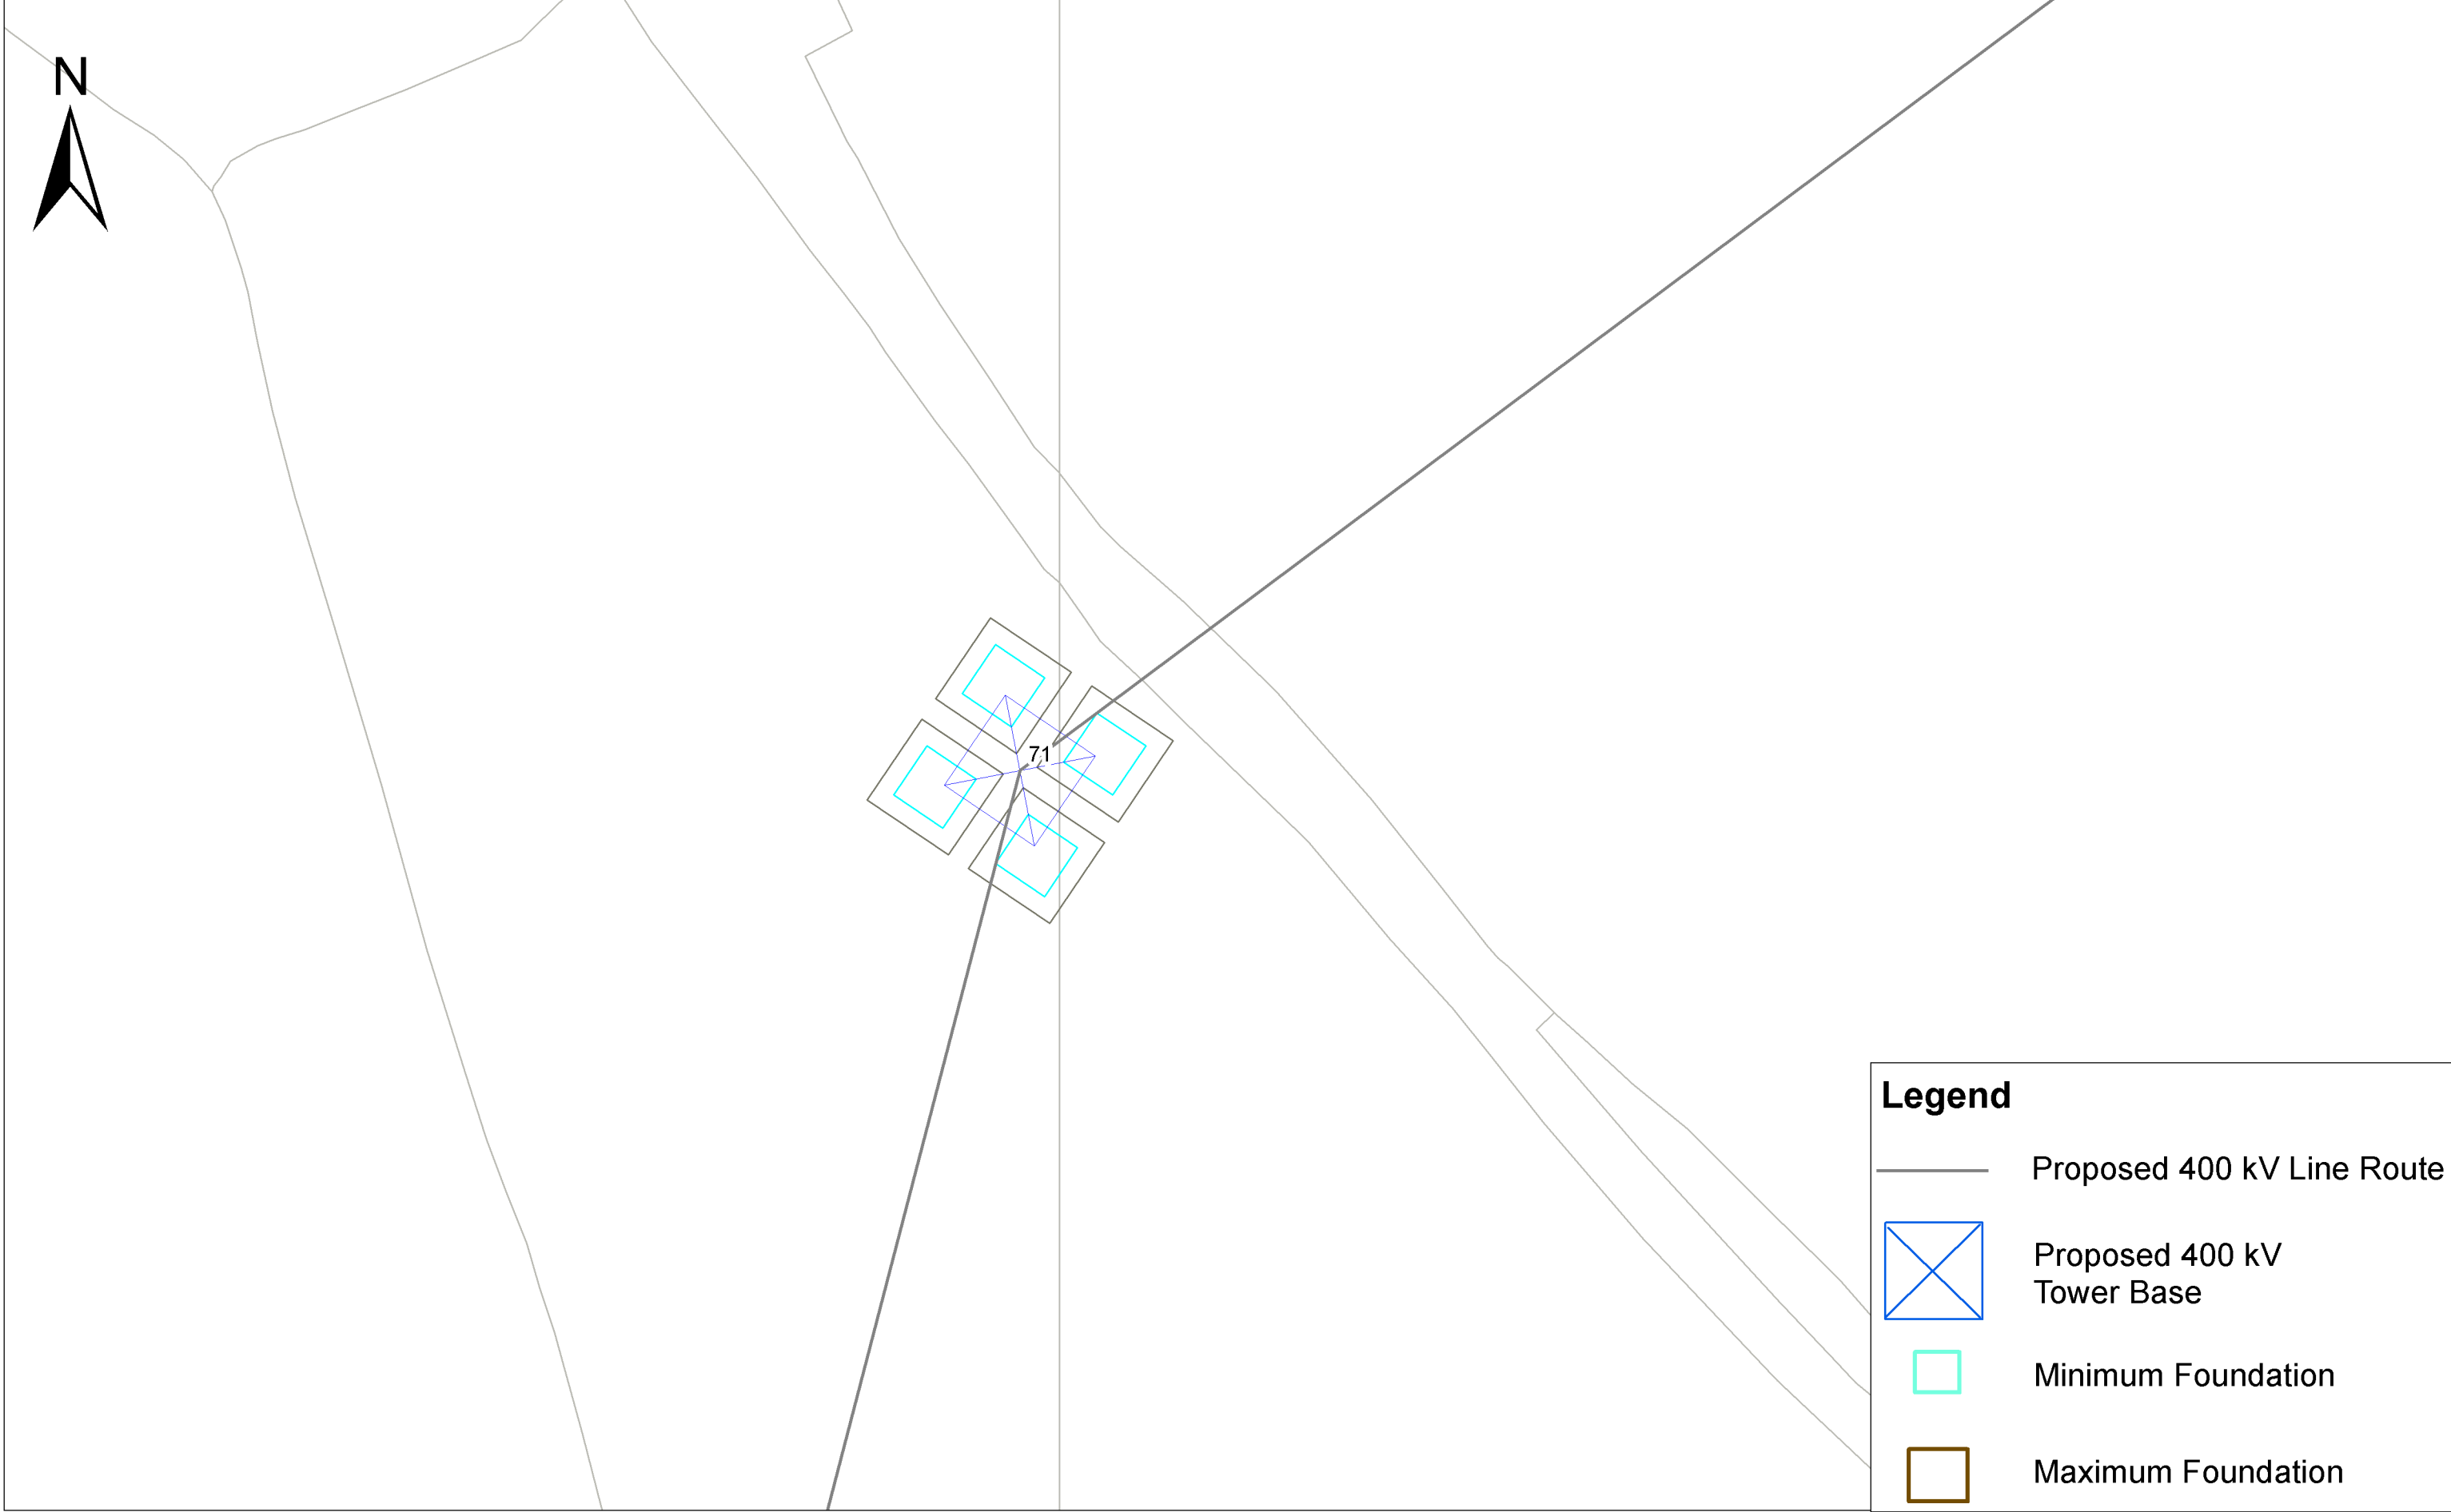 N
71
Legend
Proposed 400 kV Line Route
Proposed 400 kV
Tower Base
Minimum Foundation
Maximum Foundation